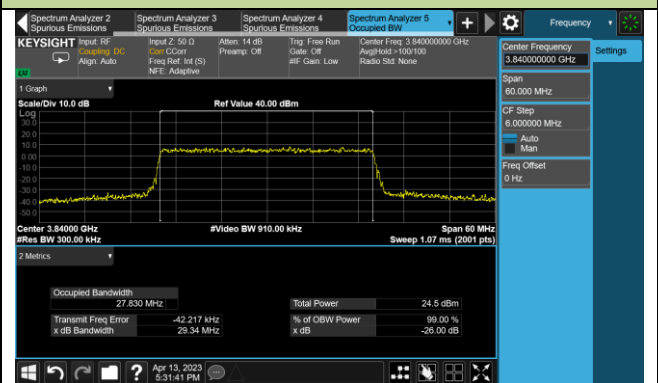 Spectrum Analyzer 2
Spurious Emissions
Spectrum Analyzer 3
Spurious Emissions
Spectrum Analyzer 4
Spurious Emissions
Spectrum Analyzer 5
Occupied BW
Frequency
KEYSIGHT
Input: RF
Coupling: DC
Align: Auto
Input Z: 50 Ω
Corr CCorr
Freq Ref: Int (S)
NFE: Adaptive
Atten: 14 dB
Preamp: Off
Trig: Free Run
Gate: Off
#IF Gain: Low
Center Freq: 3.840000000 GHz
Avg|Hold:>100/100
Radio Std: None
LW
Center Frequency
3.840000000 GHz
Settings
Span
60.000 MHz
CF Step
6.000000 MHz
Auto
Man
Freq Offset
0 Hz
1 Graph
Scale/Div 10.0 dB
Ref Value 40.00 dBm
Log
30.0
20.0
10.0
0.00
-10.0
-20.0
-30.0
-40.0
-50.0
Center 3.84000 GHz
#Video BW 910.00 kHz
Span 60 MHz
#Res BW 300.00 kHz
Sweep 1.07 ms (2001 pts)
2 Metrics
Occupied Bandwidth
27.830 MHz
Total Power
24.5 dBm
Transmit Freq Error
-42.217 kHz
% of OBW Power
99.00 %
x dB Bandwidth
29.34 MHz
x dB
-26.00 dB
Apr 13, 2023
5:31:41 PM